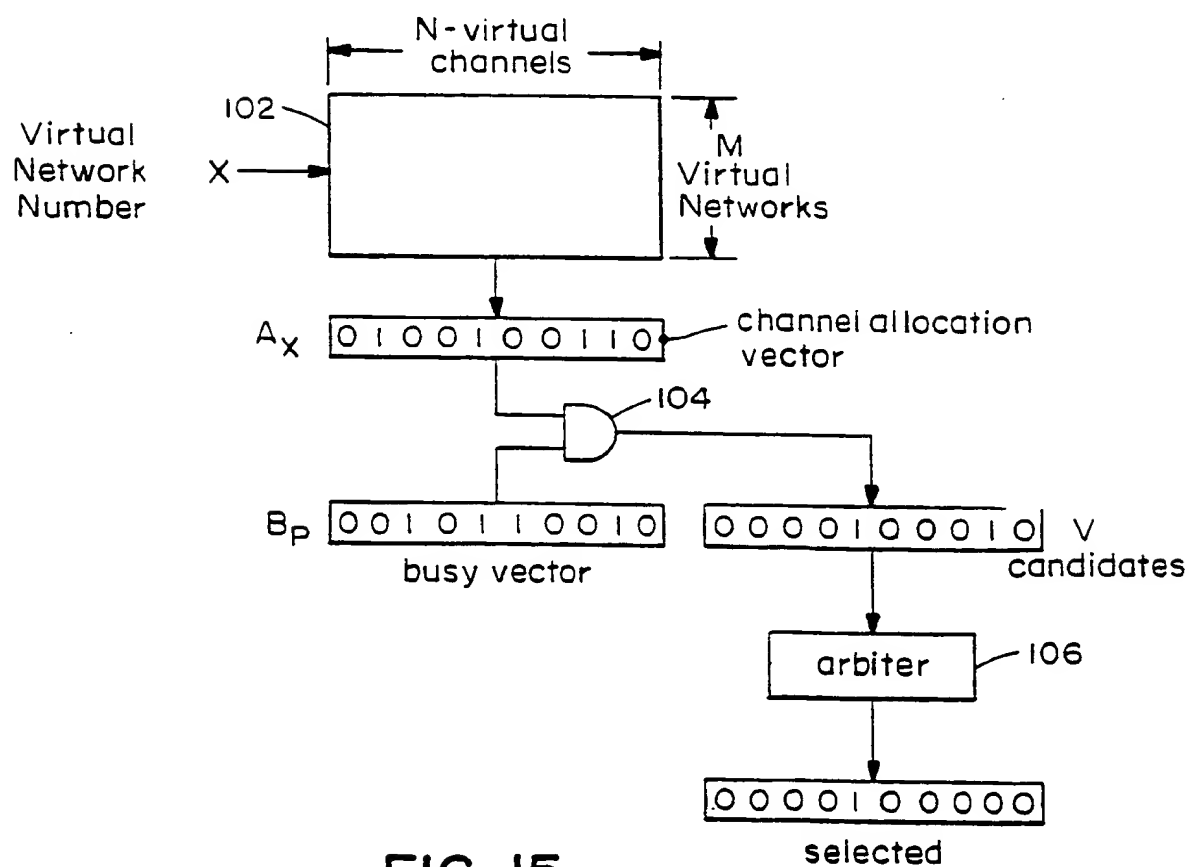 N-virtual
channels
102
Virtual
Network
Number
X
M
Virtual
Networks
AX
0 1 0 0 1 0 0 1 1 0
channel allocation
vector
104
BP
0 0 1 0 1 1 0 0 1 0
busy vector
0 0 0 0 1 0 0 0 1 0
V
candidates
arbiter
106
0 0 0 0 1 0 0 0 0 0
selected
FIG. 15